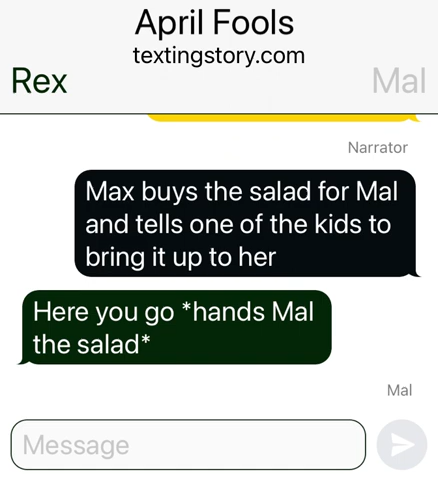 April Fools
textingstory.com
Rex
Mal
Narrator
Max buys the salad for Mal
and tells one of the kids to
bring it up to her
Here you go *hands Mal
the salad*
Mal
Message